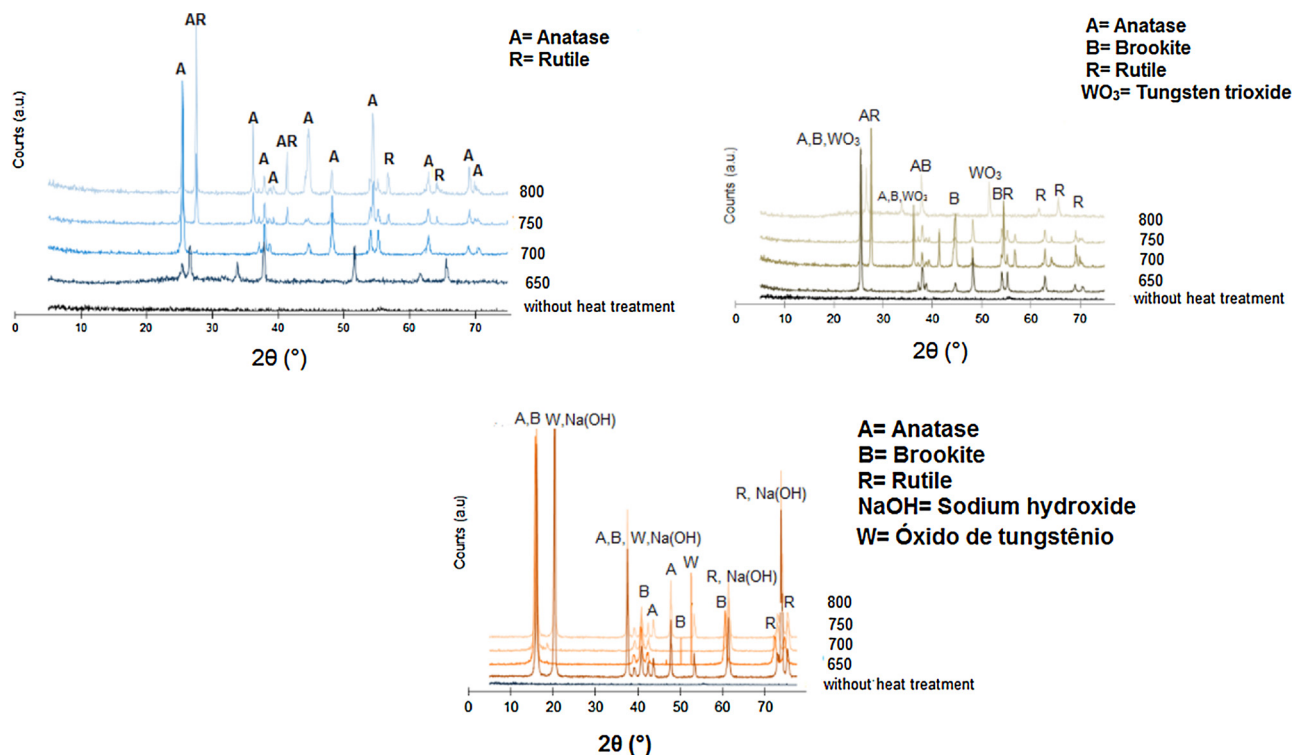 A= Anatase
R= Rutile
Counts (a.u.)
AR
A
A
A
A
AR
A
A
A
R
A
R
A
A
800
750
700
650
without heat treatment
0 10 20 30 40 50 60 70
2θ (°)
A= Anatase
B= Brookite
R= Rutile
WO₃= Tungsten trioxide
Counts (a.u.)
A,B,WO₃
AR
A,B,WO₃
AB
B
WO₃
BR
R
R
R
800
750
700
650
without heat treatment
0 10 20 30 40 50 60 70
2θ (°)
A= Anatase
B= Brookite
R= Rutile
NaOH= Sodium hydroxide
W= Óxido de tungstênio
Counts (a.u)
A,B W,Na(OH)
A,B, W,Na(OH)
B
A
A
B
W
B
R, Na(OH)
R, Na(OH)
R
R
800
750
700
650
without heat treatment
0 10 20 30 40 50 60 70
2θ (°)